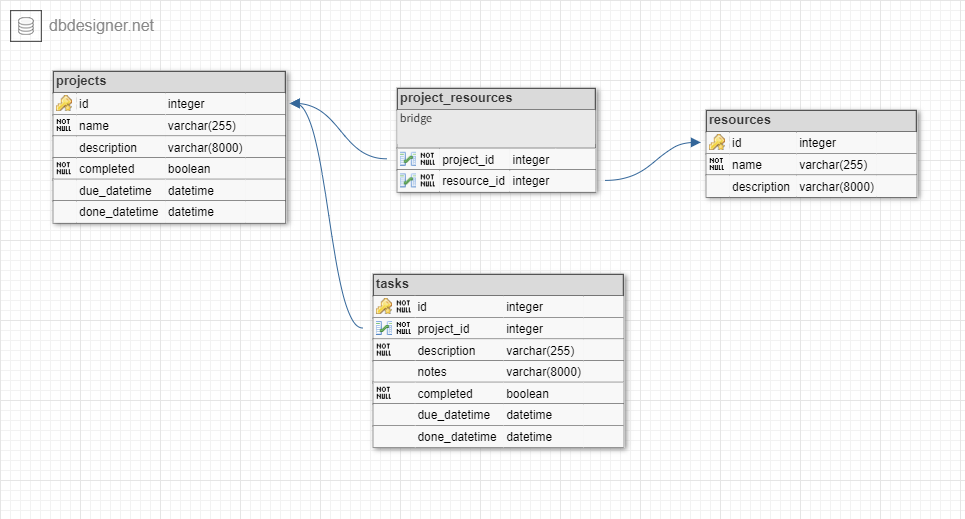 dbdesigner.net
projects
id integer
NOT NULL name varchar(255)
description varchar(8000)
NOT NULL completed boolean
due_datetime datetime
done_datetime datetime
project_resources
bridge
NOT NULL project_id integer
NOT NULL resource_id integer
resources
id integer
NOT NULL name varchar(255)
description varchar(8000)
tasks
NOT NULL id integer
NOT NULL project_id integer
NOT NULL description varchar(255)
notes varchar(8000)
NOT NULL completed boolean
due_datetime datetime
done_datetime datetime